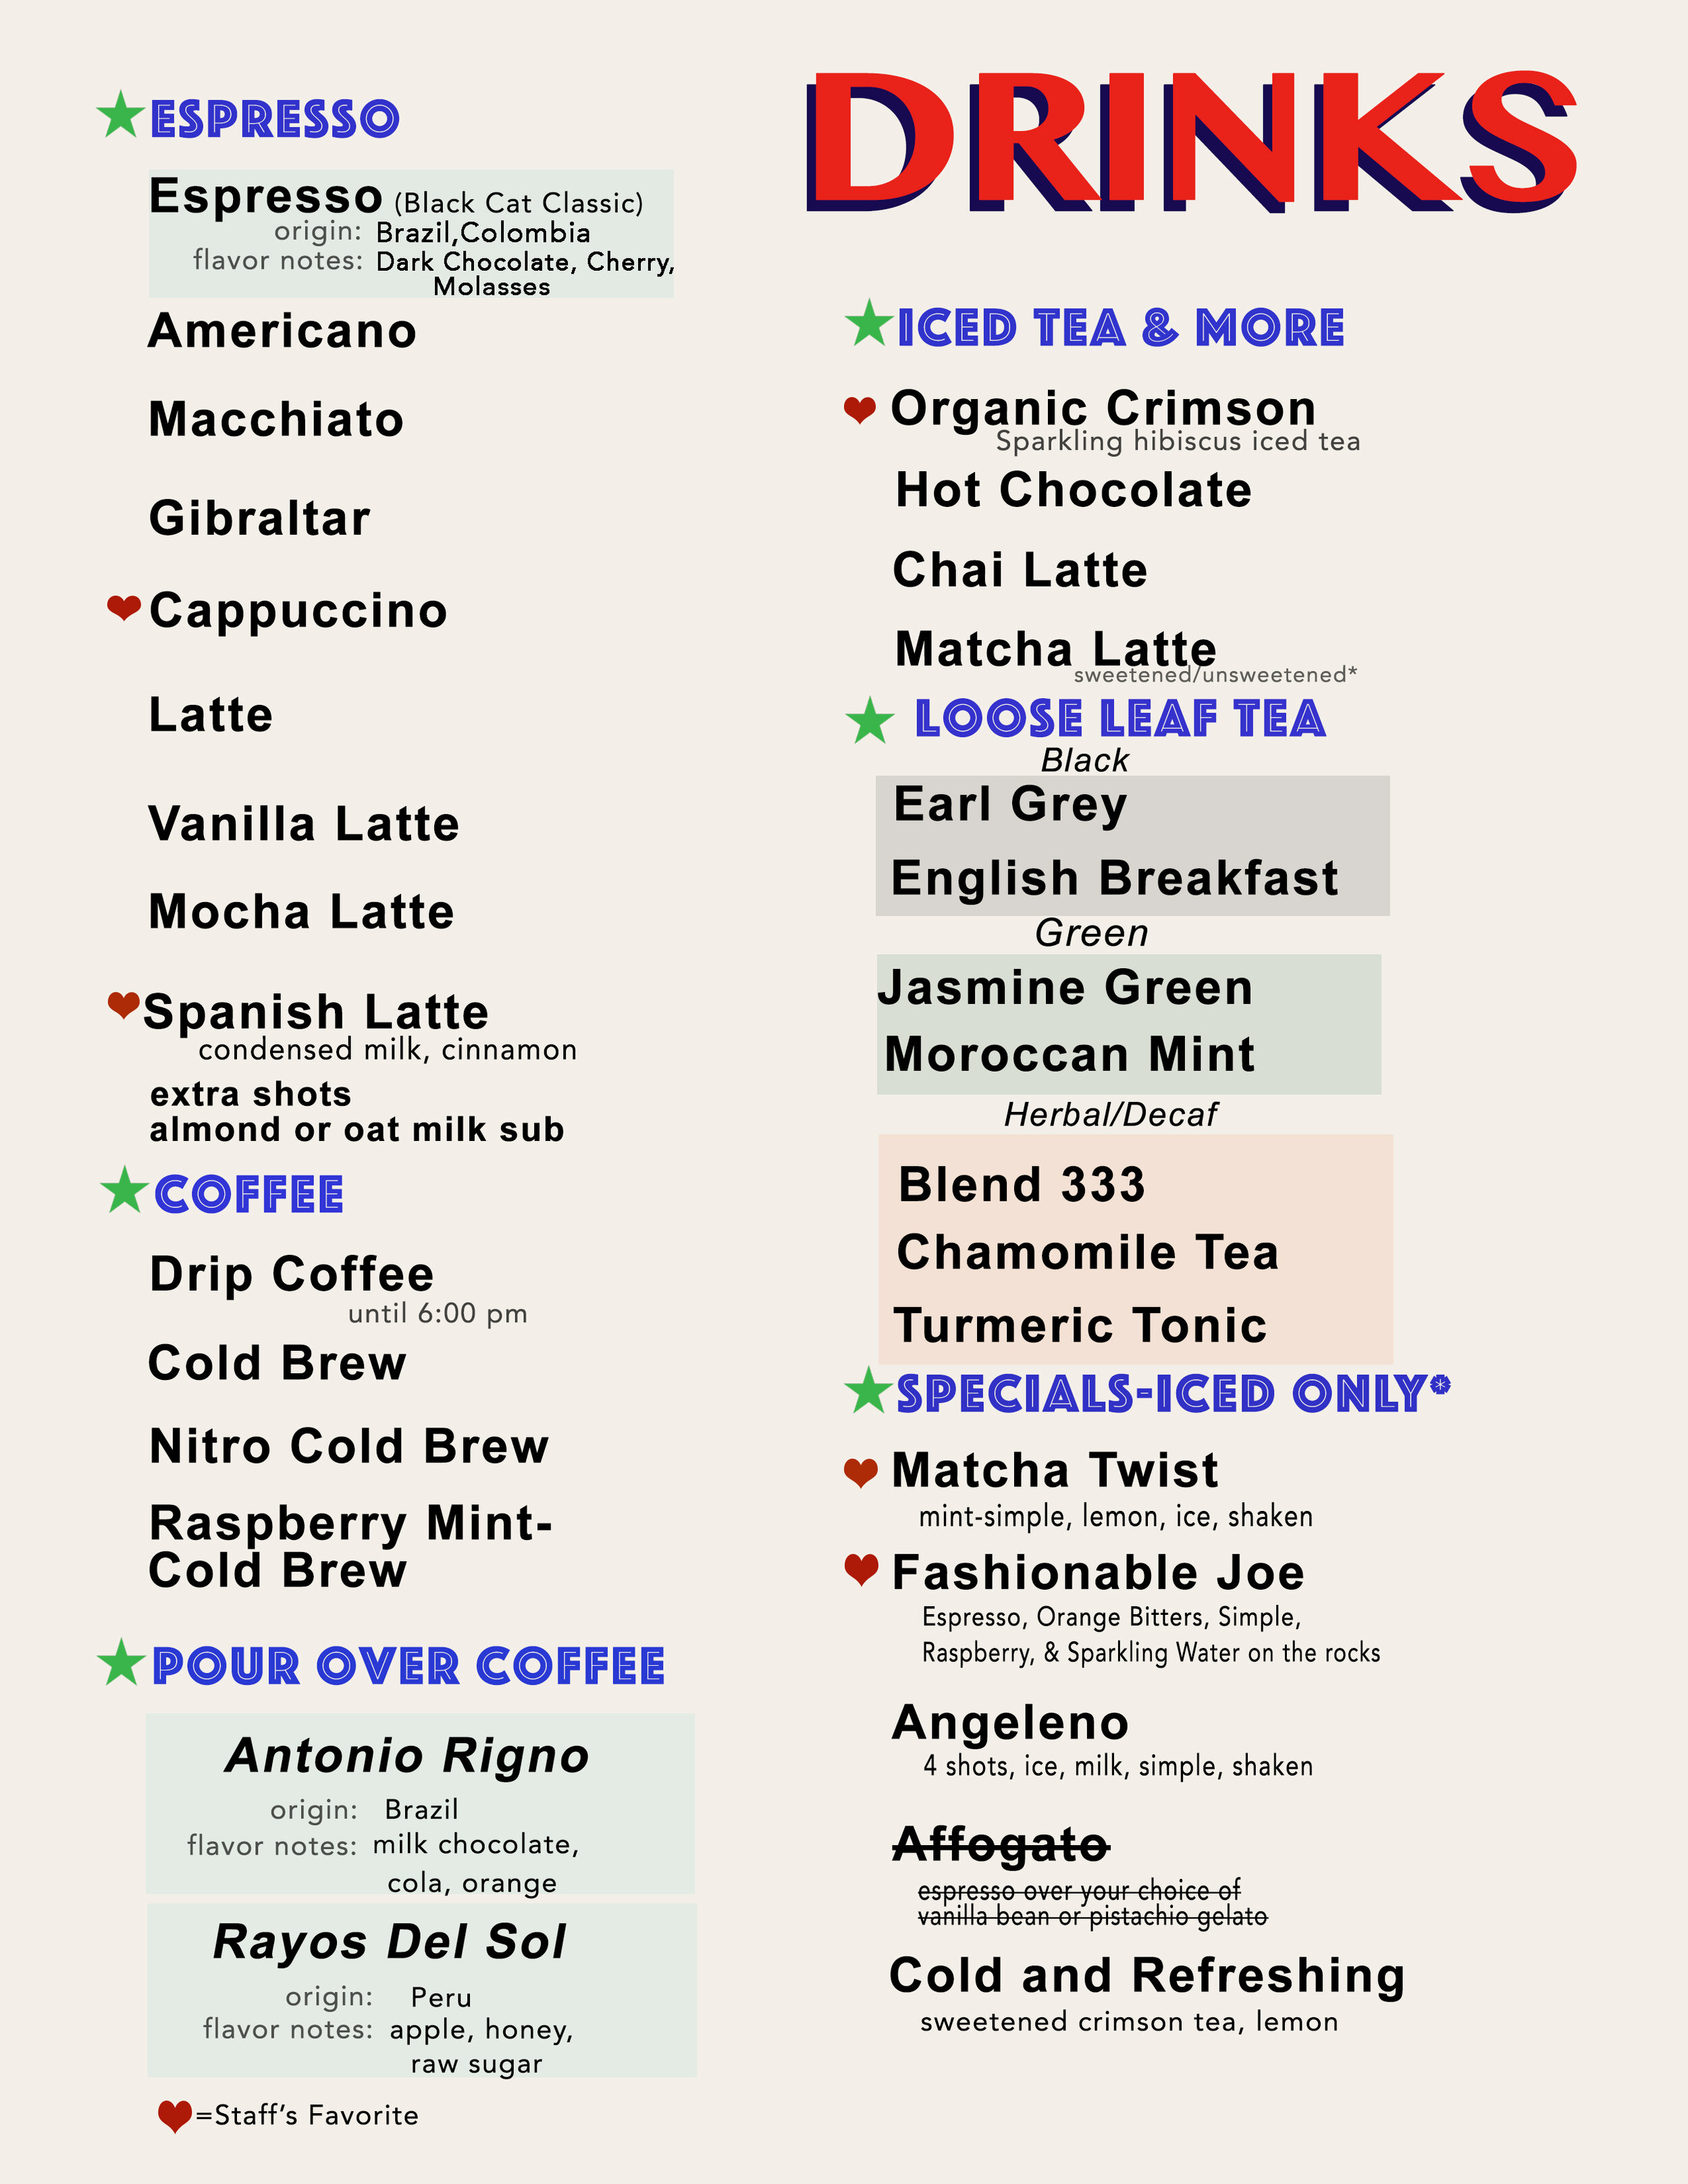 DRINKS
ESPRESSO
Espresso (Black Cat Classic)
origin: Brazil,Colombia
flavor notes: Dark Chocolate, Cherry,
Molasses
Americano
Macchiato
Gibraltar
Cappuccino
Latte
Vanilla Latte
Mocha Latte
Spanish Latte
condensed milk, cinnamon
extra shots
almond or oat milk sub
COFFEE
Drip Coffee
until 6:00 pm
Cold Brew
Nitro Cold Brew
Raspberry Mint-
Cold Brew
POUR OVER COFFEE
Antonio Rigno
origin: Brazil
flavor notes: milk chocolate,
cola, orange
Rayos Del Sol
origin: Peru
flavor notes: apple, honey,
raw sugar
=Staff's Favorite
ICED TEA & MORE
Organic Crimson
Sparkling hibiscus iced tea
Hot Chocolate
Chai Latte
Matcha Latte
sweetened/unsweetened*
LOOSE LEAF TEA
Black
Earl Grey
English Breakfast
Green
Jasmine Green
Moroccan Mint
Herbal/Decaf
Blend 333
Chamomile Tea
Turmeric Tonic
SPECIALS-ICED ONLY*
Matcha Twist
mint-simple, lemon, ice, shaken
Fashionable Joe
Espresso, Orange Bitters, Simple,
Raspberry, & Sparkling Water on the rocks
Angeleno
4 shots, ice, milk, simple, shaken
Affogato
espresso over your choice of
vanilla bean or pistachio gelato
Cold and Refreshing
sweetened crimson tea, lemon